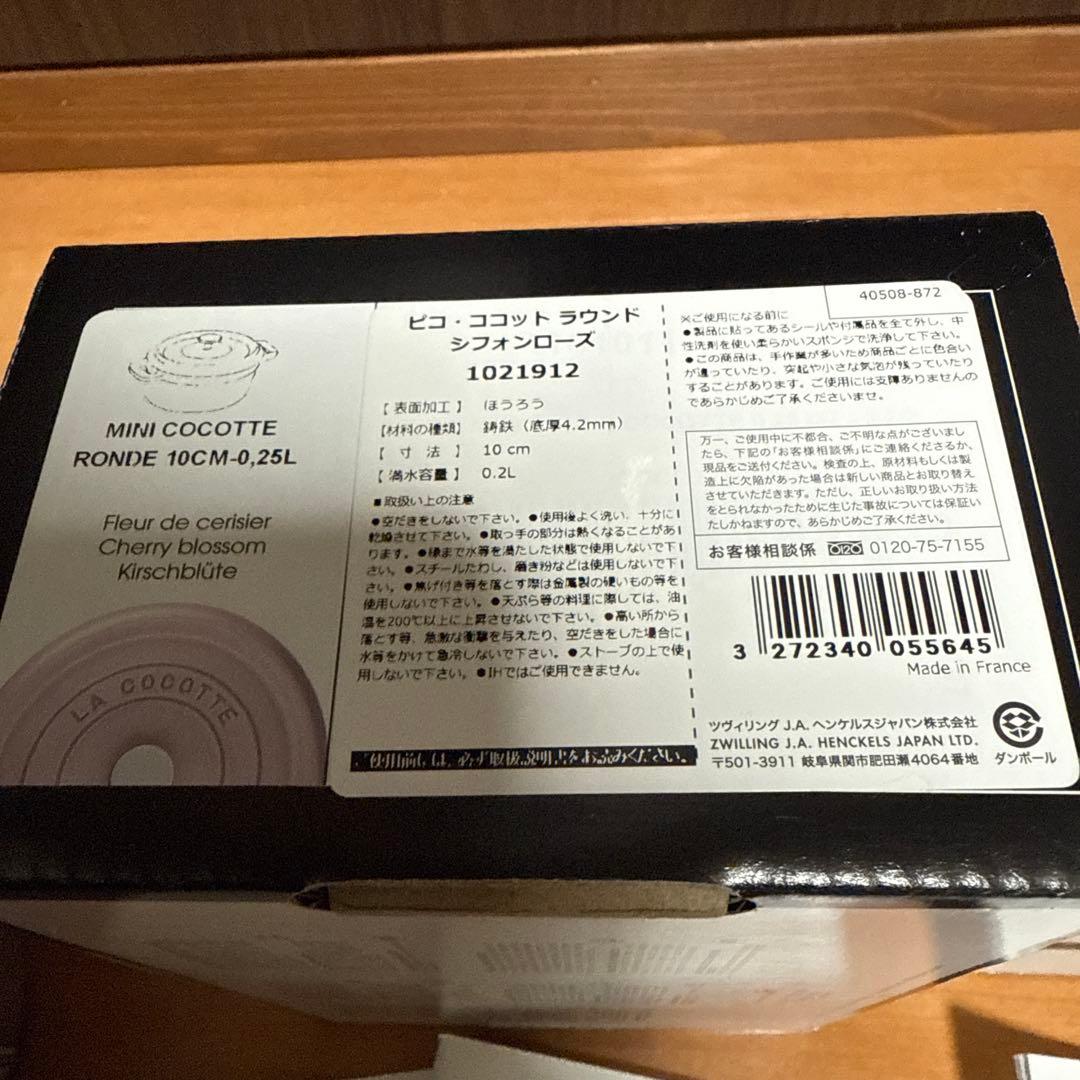 MINI COCOTTE
RONDE 10CM-0,25L
Fleur de cerisier
Cherry blossom
Kirschblüte
LA COCOTTE
ピコ・ココット ラウンド
シフォンローズ
1021912
【 表面加工 】 ほうろう
【材料の種類】 鋳鉄（底厚4.2mm）
【 寸 法 】 10 cm
【 満水容量 】 0.2L
■取扱い上の注意
●空だきをしないで下さい。●使用後よく洗い、十分に
乾燥させて下さい。●取っ手の部分は熱くなることがあ
ります。●縁まで水等を満たした状態で使用しないで下
さい。●スチールたわし、磨き粉などは使用しないで下
さい。●焦げ付き等を落とす際は金属製の硬いもの等を
使用しないで下さい。●天ぷら等の料理に際しては、油
温を200℃以上に上昇させないで下さい。●高い所から
落とす等、急激な衝撃を与えたり、空だきをした場合に
水等をかけて急冷しないで下さい。●ストーブの上で使
用しないで下さい。●IHではご使用できません。
ご使用前には、必ず取扱説明書をお読みください。
40508-872
※ご使用になる前に
●製品に貼ってあるシールや付属品を全て外し、中
性洗剤を使い柔らかいスポンジで洗浄して下さい。
●この商品は、手作業が多いため商品ごとに色合い
が違っていたり、突起や小さな気泡が残っていたり
することがあります。ご使用には支障ありませんの
であらかじめご了承くださいませ。
万一、ご使用中に不都合、ご不明な点がございまし
たら、下記の「お客様相談係」にご連絡くださるか、
現品をご送付ください。検査の上、原材料もしくは製
造上に欠陥があった場合は新しい商品とお取り替え
させていただきます。ただし、正しいお取り扱い方法
をとられなかったために生じた事故については保証い
たしかねますので、あらかじめご了承ください。
お客様相談係 0120-75-7155
3 272340 055645
Made in France
ツヴィリング J.A. ヘンケルスジャパン株式会社
ZWILLING J.A. HENCKELS JAPAN LTD.
〒501-3911 岐阜県関市肥田瀬4064番地
ダンボール